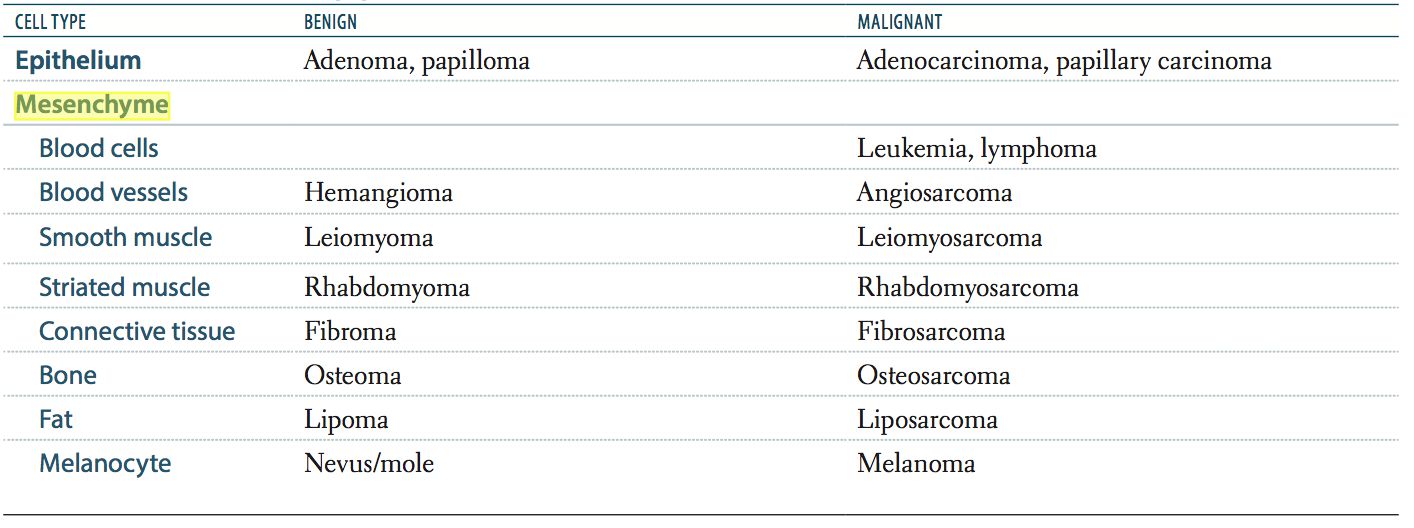 CELL TYPE BENIGN MALIGNANT
Epithelium Adenoma, papilloma Adenocarcinoma, papillary carcinoma
Mesenchyme
Blood cells Leukemia, lymphoma
Blood vessels Hemangioma Angiosarcoma
Smooth muscle Leiomyoma Leiomyosarcoma
Striated muscle Rhabdomyoma Rhabdomyosarcoma
Connective tissue Fibroma Fibrosarcoma
Bone Osteoma Osteosarcoma
Fat Lipoma Liposarcoma
Melanocyte Nevus/mole Melanoma